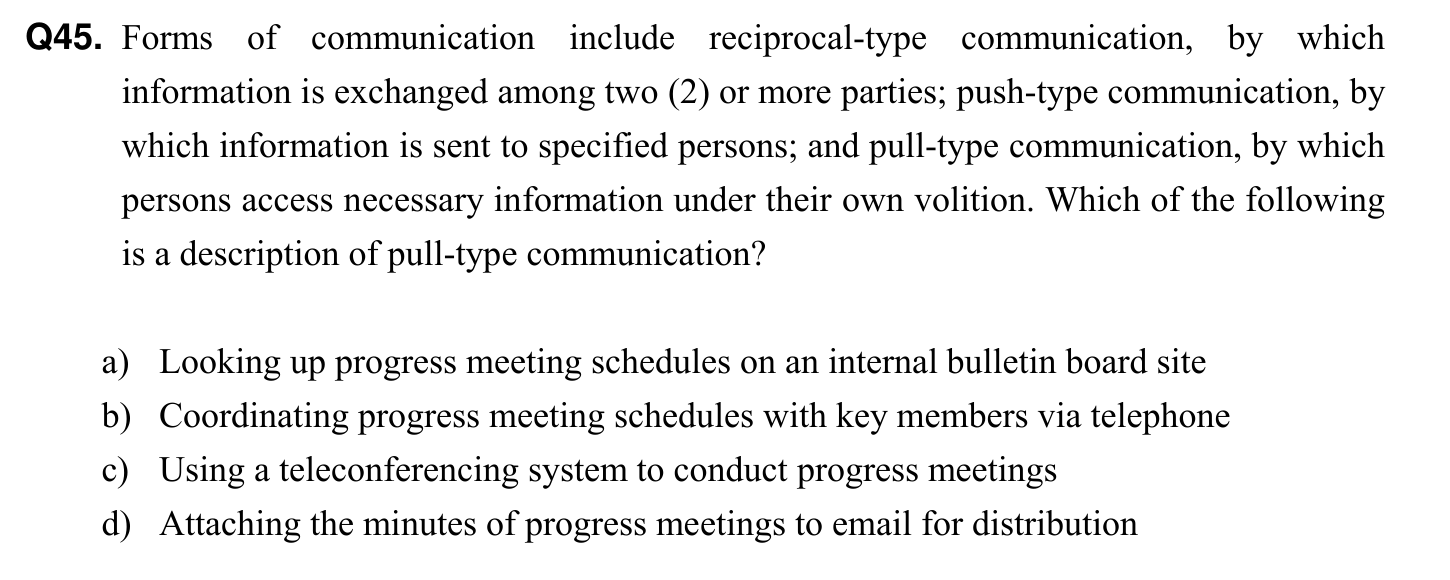 Q45. Forms of communication include reciprocal-type communication, by which
information is exchanged among two (2) or more parties; push-type communication, by
which information is sent to specified persons; and pull-type communication, by which
persons access necessary information under their own volition. Which of the following
is a description of pull-type communication?
a) Looking up progress meeting schedules on an internal bulletin board site
b) Coordinating progress meeting schedules with key members via telephone
c) Using a teleconferencing system to conduct progress meetings
d) Attaching the minutes of progress meetings to email for distribution